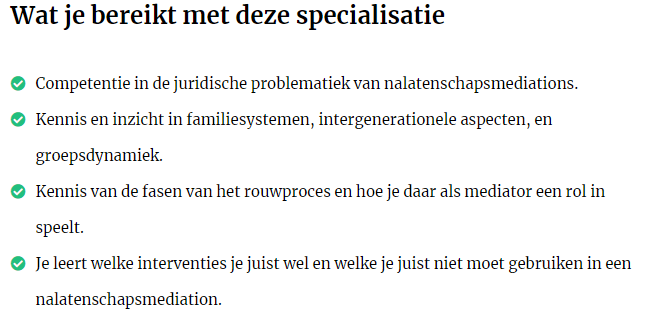 Wat je bereikt met deze specialisatie
Competentie in de juridische problematiek van nalatenschapsmediations.
Kennis en inzicht in familiesystemen, intergenerationele aspecten, en
groepsdynamiek.
Kennis van de fasen van het rouwproces en hoe je daar als mediator een rol in
speelt.
Je leert welke interventies je juist wel en welke je juist niet moet gebruiken in een
nalatenschapsmediation.